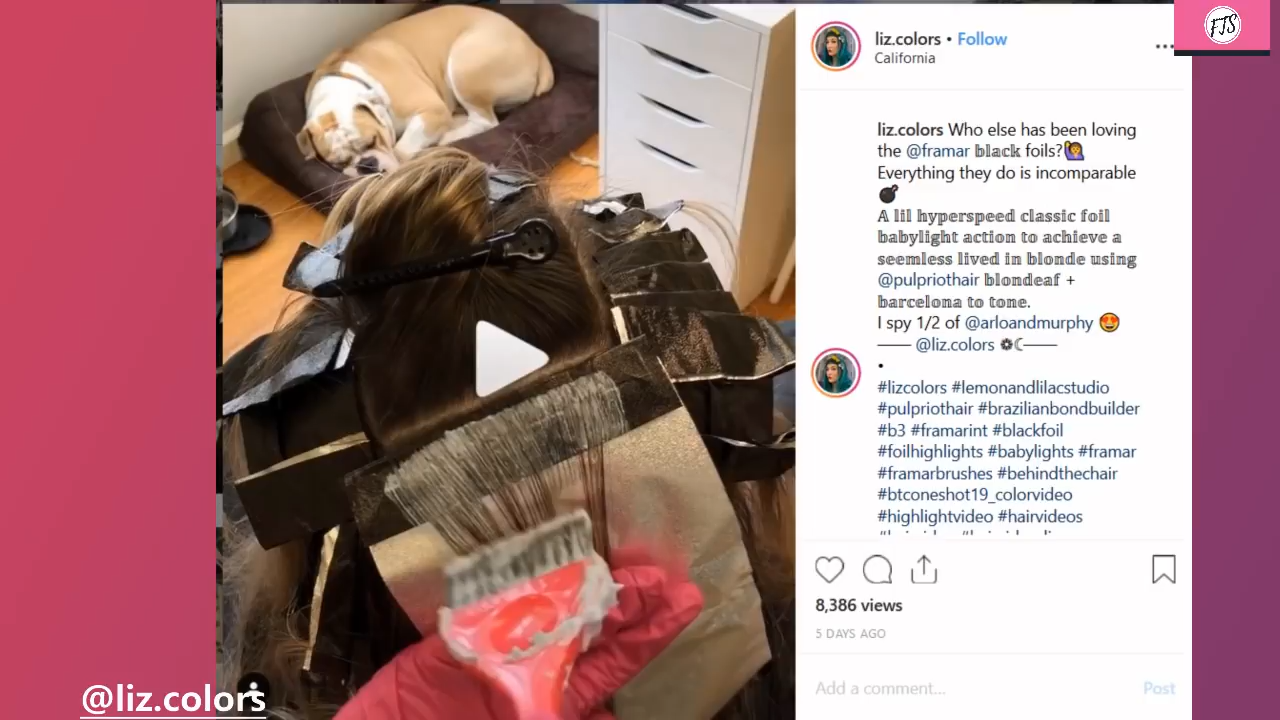 FTS
liz.colors • Follow
California
liz.colors Who else has been loving
the @framar 𝕓𝕝𝕒𝕔𝕜 foils?🙋
Everything they do is incomparable
💣
𝔸 𝕝𝕚𝕝 𝕙𝕪𝕡𝕖𝕣𝕤𝕡𝕖𝕖𝕕 𝕔𝕝𝕒𝕤𝕤𝕚𝕔 𝕗𝕠𝕚𝕝
𝕓𝕒𝕓𝕪𝕝𝕚𝕘𝕙𝕥 𝕒𝕔𝕥𝕚𝕠𝕟 𝕥𝕠 𝕒𝕔𝕙𝕚𝕖𝕧𝕖 𝕒
𝕤𝕖𝕖𝕞𝕝𝕖𝕤𝕤 𝕝𝕚𝕧𝕖𝕕 𝕚𝕟 𝕓𝕝𝕠𝕟𝕕𝕖 𝕦𝕤𝕚𝕟𝕘
@pulpriothair 𝕓𝕝𝕠𝕟𝕕𝕖𝕒𝕗 +
𝕓𝕒𝕣𝕔𝕖𝕝𝕠𝕟𝕒 𝕥𝕠 𝕥𝕠𝕟𝕖.
I spy 1/2 of @arloandmurphy 😍
—— @liz.colors ❁☾——
•
#lizcolors #lemonandlilacstudio
#pulpriothair #brazilianbondbuilder
#b3 #framarint #blackfoil
#foilhighlights #babylights #framar
#framarbrushes #behindthechair
#btconeshot19_colorvideo
#highlightvideo #hairvideos
8,386 views
5 DAYS AGO
Add a comment... Post
@liz.colors